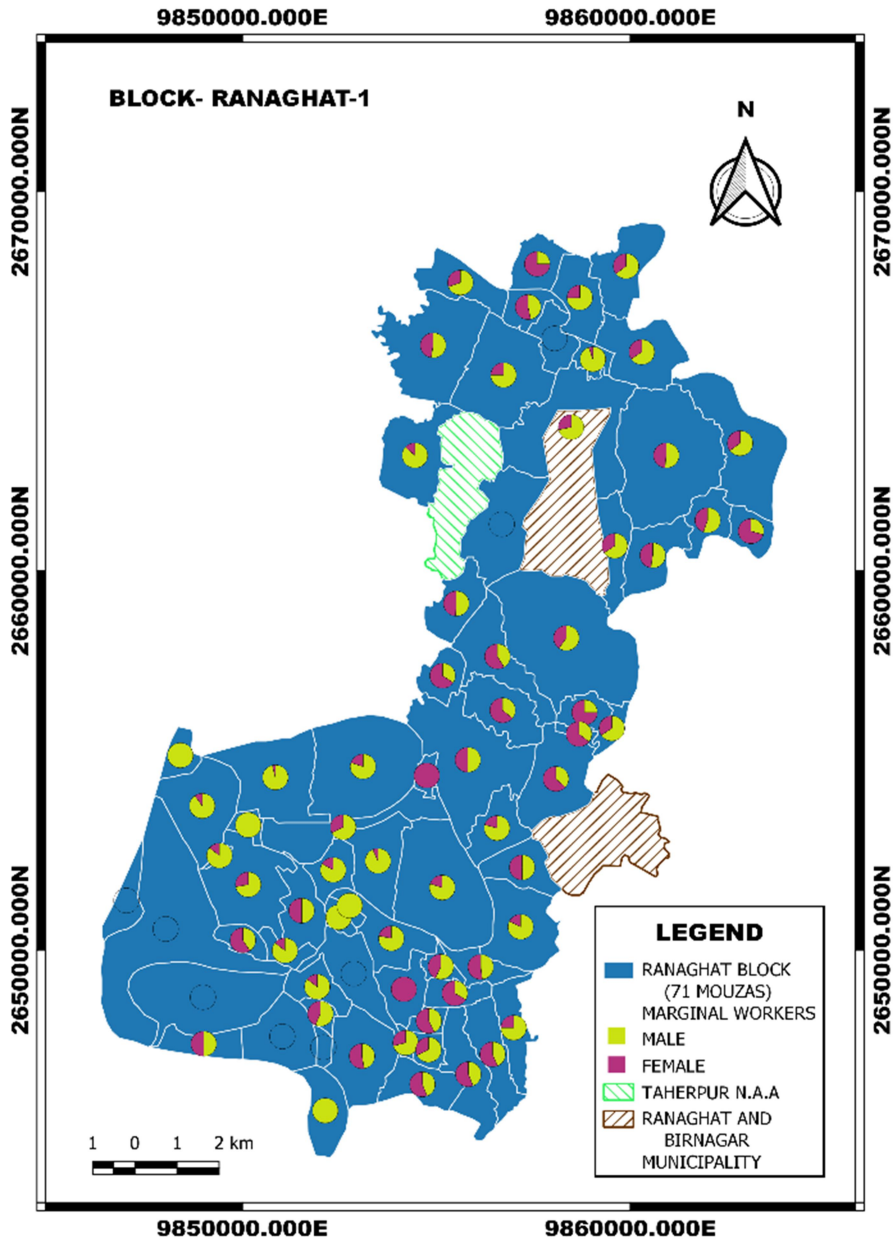 9850000.000E 9860000.000E
BLOCK- RANAGHAT-1
N
2670000.000N 2670000.000N
2660000.000N 2660000.000N
2650000.000N 2650000.000N
LEGEND
RANAGHAT BLOCK
(71 MOUZAS)
MARGINAL WORKERS
MALE
FEMALE
TAHERPUR N.A.A
RANAGHAT AND
BIRNAGAR
MUNICIPALITY
1 0 1 2 km
9850000.000E 9860000.000E